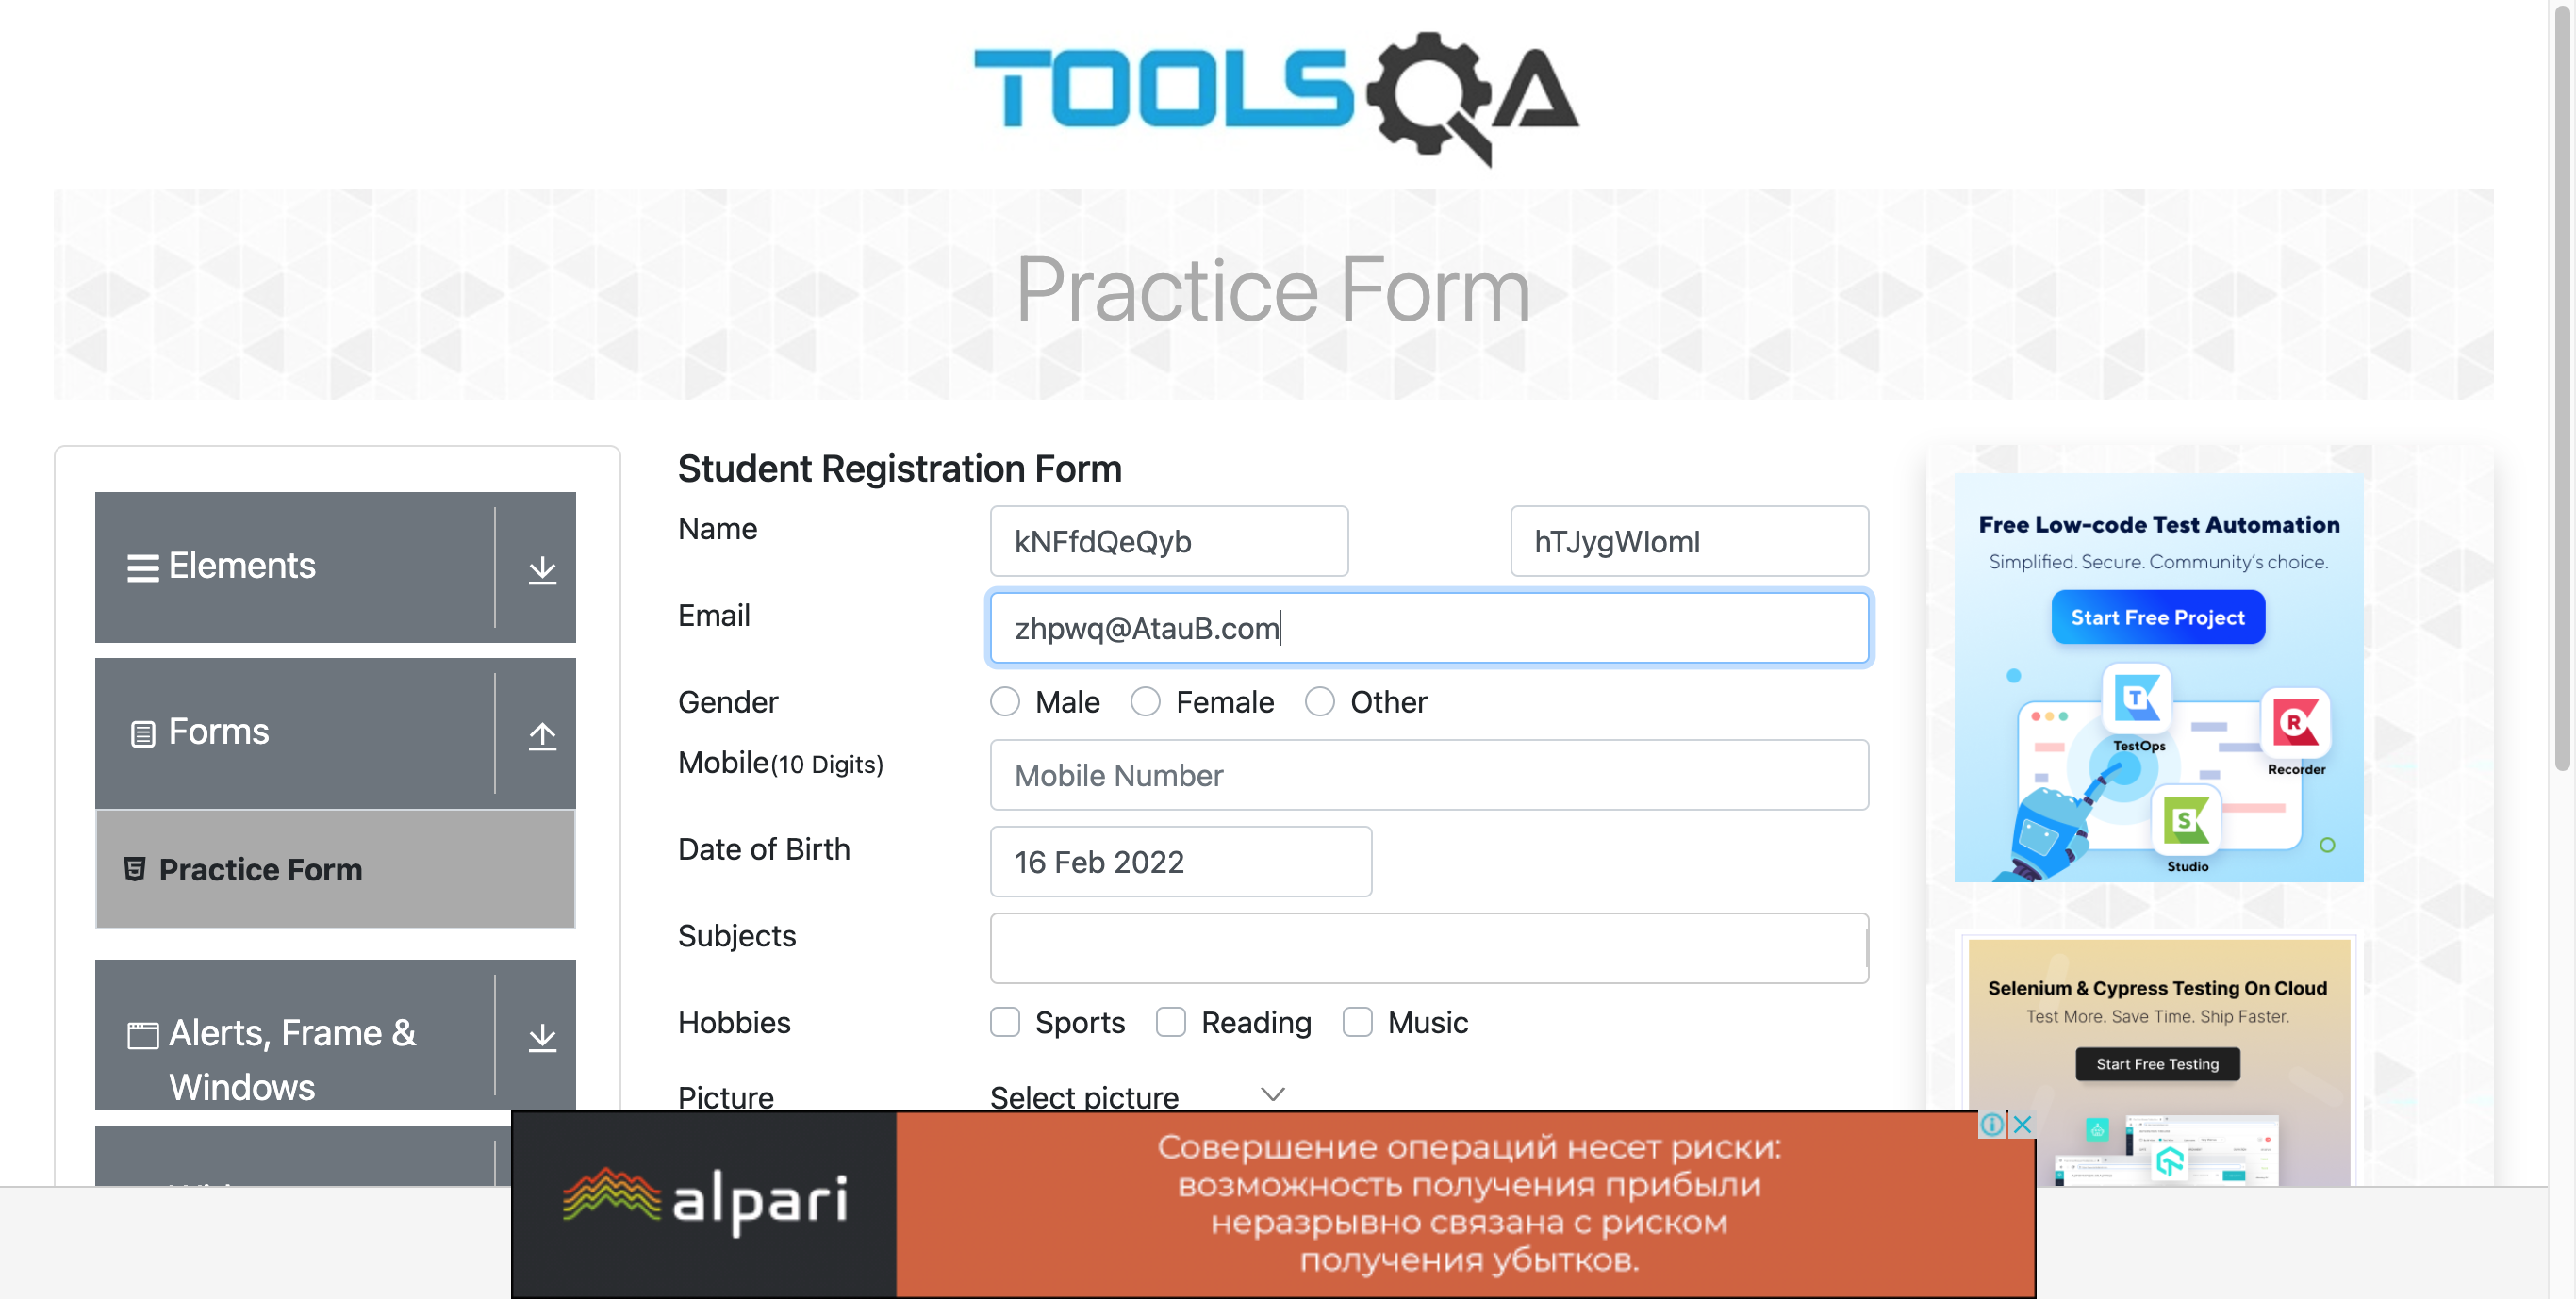 TOOLSQA
Practice Form
Elements
Forms
Practice Form
Alerts, Frame &
Windows
Student Registration Form
Name
kNFfdQeQyb
Email
zhpwq@AtauB.com
Gender
Male
Female
Other
Mobile(10 Digits)
Mobile Number
Date of Birth
16 Feb 2022
Subjects
Hobbies
Sports
Reading
Music
Picture
Select picture
Free Low-code Test Automation
Simplified. Secure. Community's choice.
Start Free Project
T
TestOps
R
Recorder
S
Studio
Selenium & Cypress Testing On Cloud
Test More. Save Time. Ship Faster.
Start Free Testing
alpari
Совершение операций несет риски:
возможность получения прибыли
неразрывно связана с риском
получения убытков.